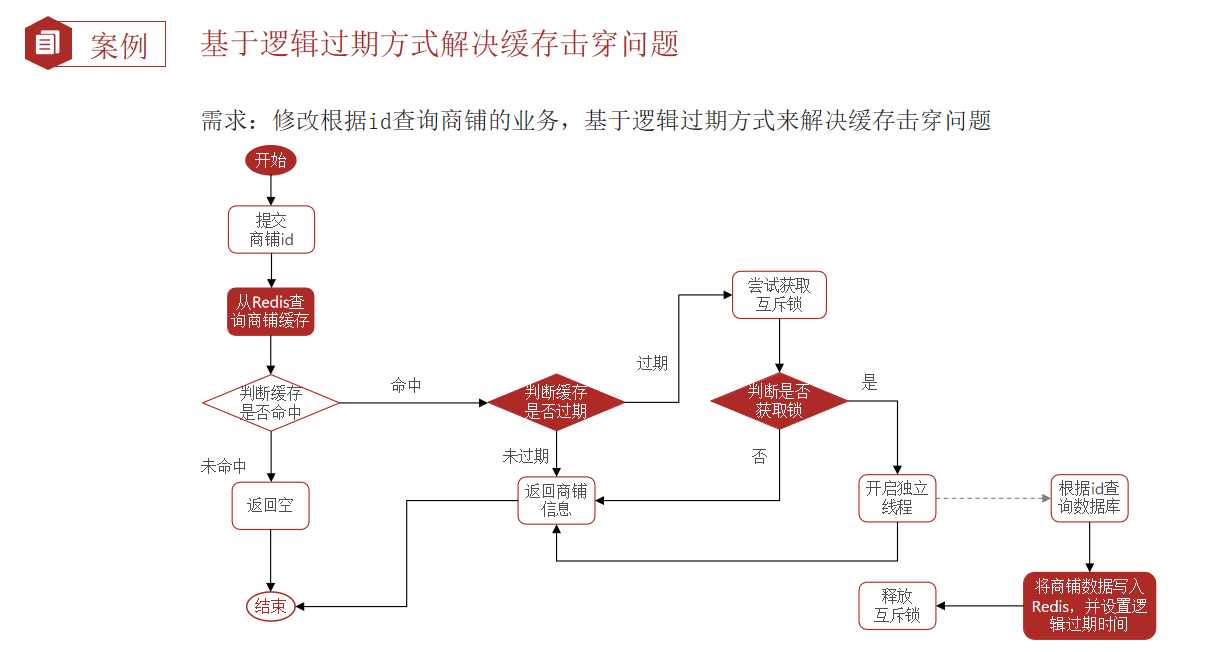 案例
基于逻辑过期方式解决缓存击穿问题
需求：修改根据id查询商铺的业务，基于逻辑过期方式来解决缓存击穿问题
开始
提交
商铺id
从Redis查
询商铺缓存
判断缓存
是否命中
命中
未命中
返回空
结束
判断缓存
是否过期
过期
未过期
返回商铺
信息
尝试获取
互斥锁
判断是否
获取锁
是
否
开启独立
线程
根据id查
询数据库
将商铺数据写入
Redis，并设置逻
辑过期时间
释放
互斥锁